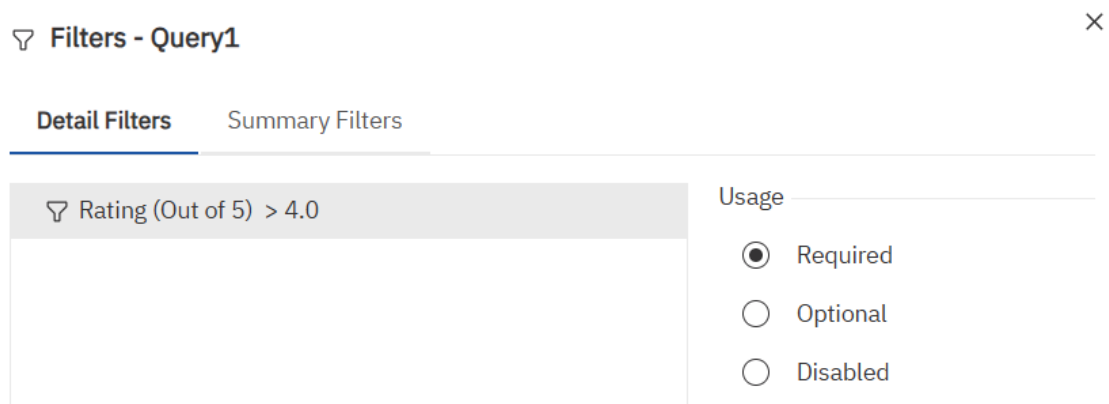 Filters - Query1
Detail Filters Summary Filters
Rating (Out of 5) > 4.0
Usage
Required
Optional
Disabled